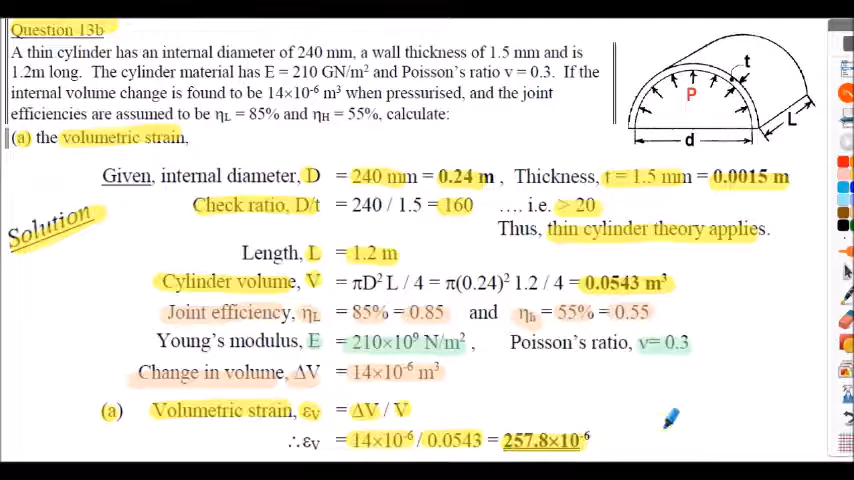 Question 13b
A thin cylinder has an internal diameter of 240 mm, a wall thickness of 1.5 mm and is
1.2m long. The cylinder material has E = 210 GN/m² and Poisson's ratio v = 0.3. If the
internal volume change is found to be 14×10⁻⁶ m³ when pressurised, and the joint
efficiencies are assumed to be η_L = 85% and η_H = 55%, calculate:
(a) the volumetric strain,
t
P
d
L
Given, internal diameter, D = 240 mm = 0.24 m , Thickness, t = 1.5 mm = 0.0015 m
Solution
Check ratio, D/t = 240 / 1.5 = 160 .... i.e. > 20
Thus, thin cylinder theory applies.
Length, L = 1.2 m
Cylinder volume, V = πD² L / 4 = π(0.24)² 1.2 / 4 = 0.0543 m³
Joint efficiency, η_L = 85% = 0.85 and η_h = 55% = 0.55
Young's modulus, E = 210×10⁹ N/m² , Poisson's ratio, v= 0.3
Change in volume, ΔV = 14×10⁻⁶ m³
(a) Volumetric strain, ε_V = ΔV / V
∴ε_V = 14×10⁻⁶ / 0.0543 = 257.8×10⁻⁶